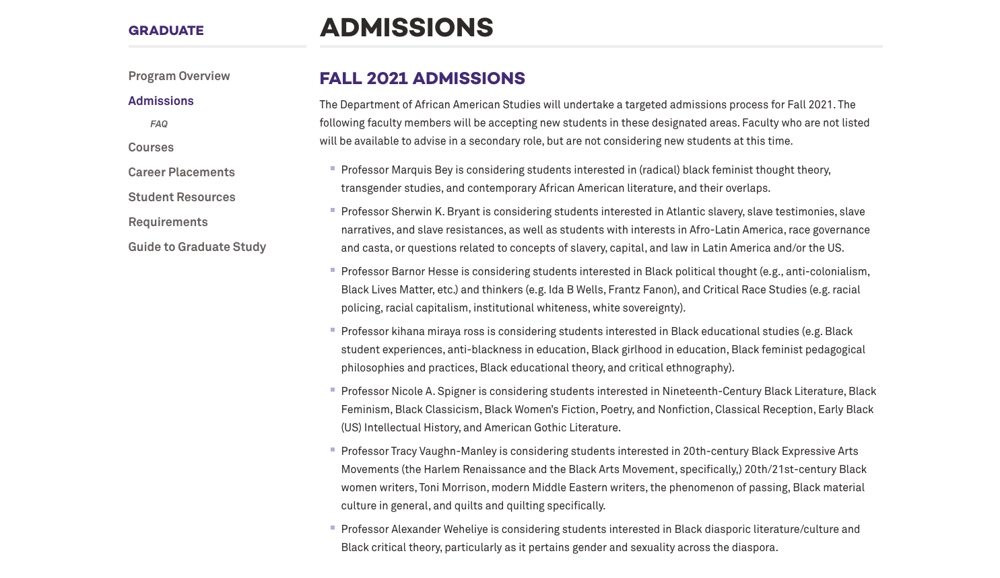 GRADUATE
Program Overview
Admissions
FAQ
Courses
Career Placements
Student Resources
Requirements
Guide to Graduate Study
ADMISSIONS
FALL 2021 ADMISSIONS
The Department of African American Studies will undertake a targeted admissions process for Fall 2021. The
following faculty members will be accepting new students in these designated areas. Faculty who are not listed
will be available to advise in a secondary role, but are not considering new students at this time.
Professor Marquis Bey is considering students interested in (radical) black feminist thought theory,
transgender studies, and contemporary African American literature, and their overlaps.
Professor Sherwin K. Bryant is considering students interested in Atlantic slavery, slave testimonies, slave
narratives, and slave resistances, as well as students with interests in Afro-Latin America, race governance
and casta, or questions related to concepts of slavery, capital, and law in Latin America and/or the US.
Professor Barnor Hesse is considering students interested in Black political thought (e.g., anti-colonialism,
Black Lives Matter, etc.) and thinkers (e.g. Ida B Wells, Frantz Fanon), and Critical Race Studies (e.g. racial
policing, racial capitalism, institutional whiteness, white sovereignty).
Professor kihana miraya ross is considering students interested in Black educational studies (e.g. Black
student experiences, anti-blackness in education, Black girlhood in education, Black feminist pedagogical
philosophies and practices, Black educational theory, and critical ethnography).
Professor Nicole A. Spigner is considering students interested in Nineteenth-Century Black Literature, Black
Feminism, Black Classicism, Black Women's Fiction, Poetry, and Nonfiction, Classical Reception, Early Black
(US) Intellectual History, and American Gothic Literature.
Professor Tracy Vaughn-Manley is considering students interested in 20th-century Black Expressive Arts
Movements (the Harlem Renaissance and the Black Arts Movement, specifically,) 20th/21st-century Black
women writers, Toni Morrison, modern Middle Eastern writers, the phenomenon of passing, Black material
culture in general, and quilts and quilting specifically.
Professor Alexander Weheliye is considering students interested in Black diasporic literature/culture and
Black critical theory, particularly as it pertains gender and sexuality across the diaspora.